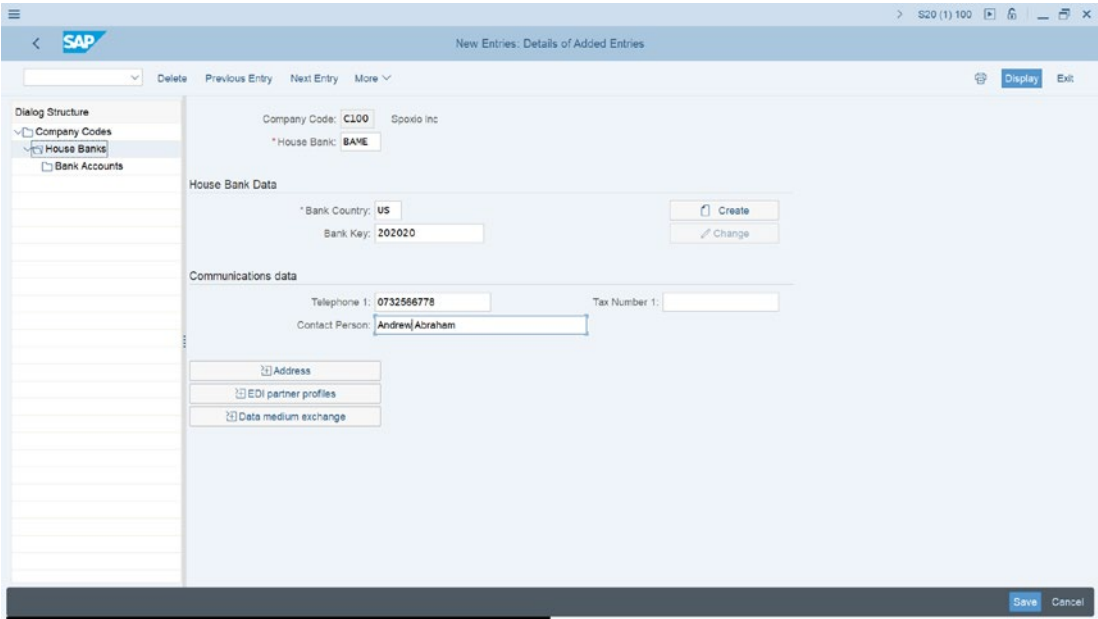 S20 (1) 100
SAP
New Entries: Details of Added Entries
Delete Previous Entry Next Entry More Display Exit
Dialog Structure
Company Codes
House Banks
Bank Accounts
Company Code: C100 Spoxio Inc
*House Bank: BAME
House Bank Data
*Bank Country: US Create
Bank Key: 202020 Change
Communications data
Telephone 1: 0732566778 Tax Number 1:
Contact Person: Andrew Abraham
Address
EDI partner profiles
Data medium exchange
Save Cancel